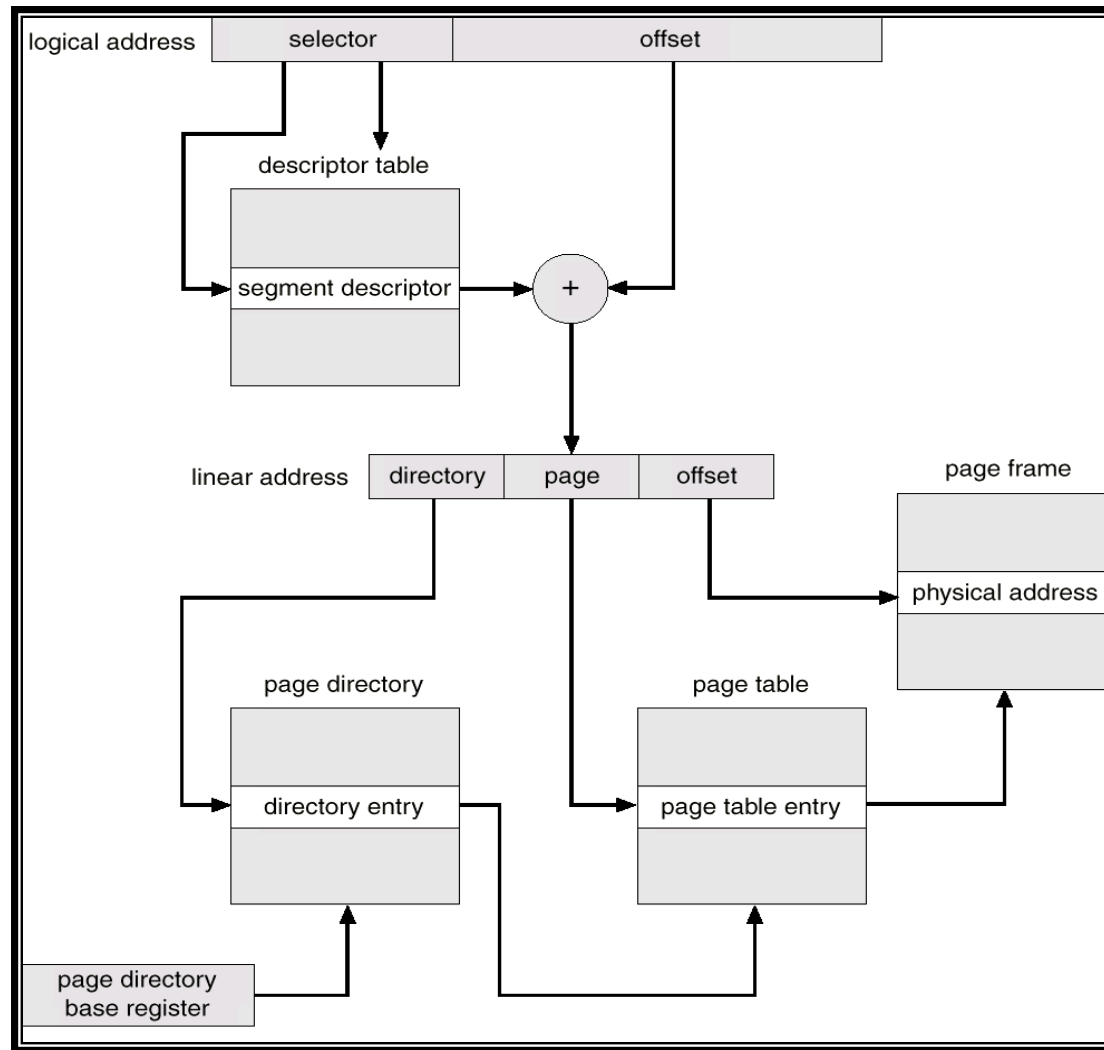 logical address
selector
offset
descriptor table
segment descriptor
+
linear address
directory
page
offset
page frame
physical address
page directory
page table
directory entry
page table entry
page directory
base register